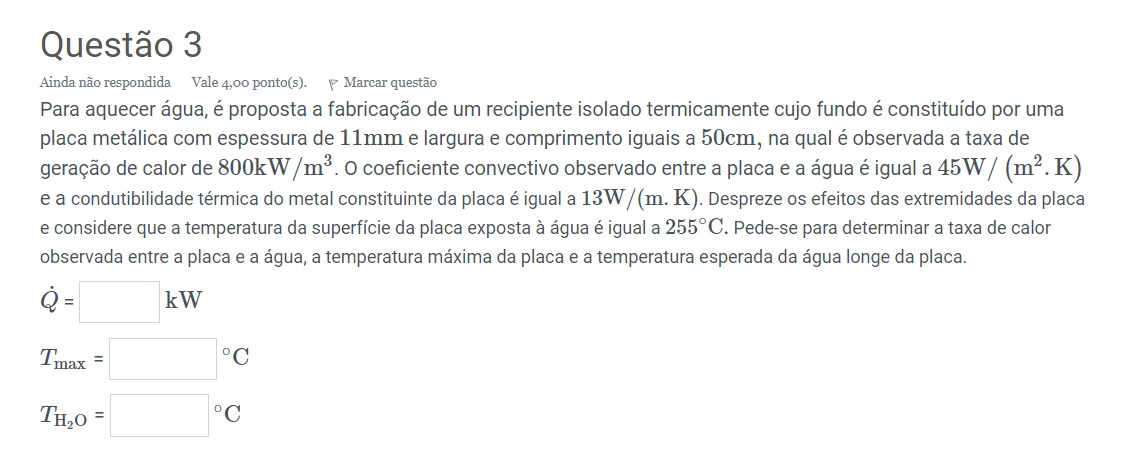 Questão 3
Ainda não respondida Vale 4,00 ponto(s). Marcar questão
Para aquecer água, é proposta a fabricação de um recipiente isolado termicamente cujo fundo é constituído por uma
placa metálica com espessura de 11mm e largura e comprimento iguais a 50cm, na qual é observada a taxa de
geração de calor de 800kW/m³. O coeficiente convectivo observado entre a placa e a água é igual a 45W/ (m². K)
e a condutibilidade térmica do metal constituinte da placa é igual a 13W/(m. K). Despreze os efeitos das extremidades da placa
e considere que a temperatura da superfície da placa exposta à água é igual a 255°C. Pede-se para determinar a taxa de calor
observada entre a placa e a água, a temperatura máxima da placa e a temperatura esperada da água longe da placa.
Q̇ = kW
Tmax = °C
TH₂O = °C